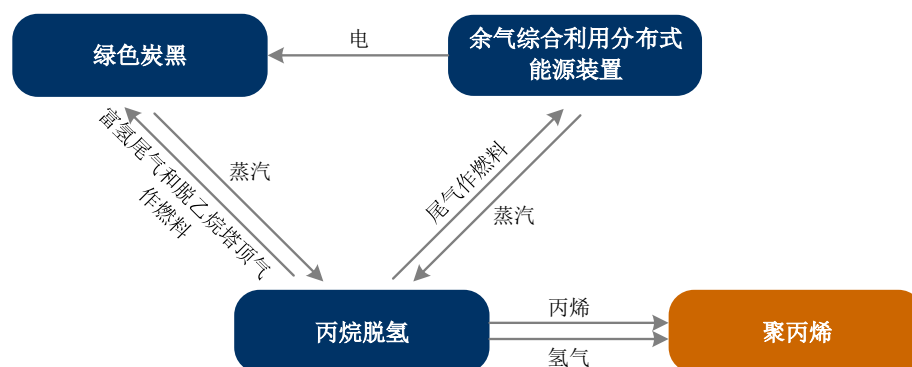 绿色炭黑
电
余气综合利用分布式
能源装置
富氢尾气和脱乙烷塔顶气
作燃料
蒸汽
尾气作燃料
蒸汽
丙烷脱氢
丙烯
氢气
聚丙烯